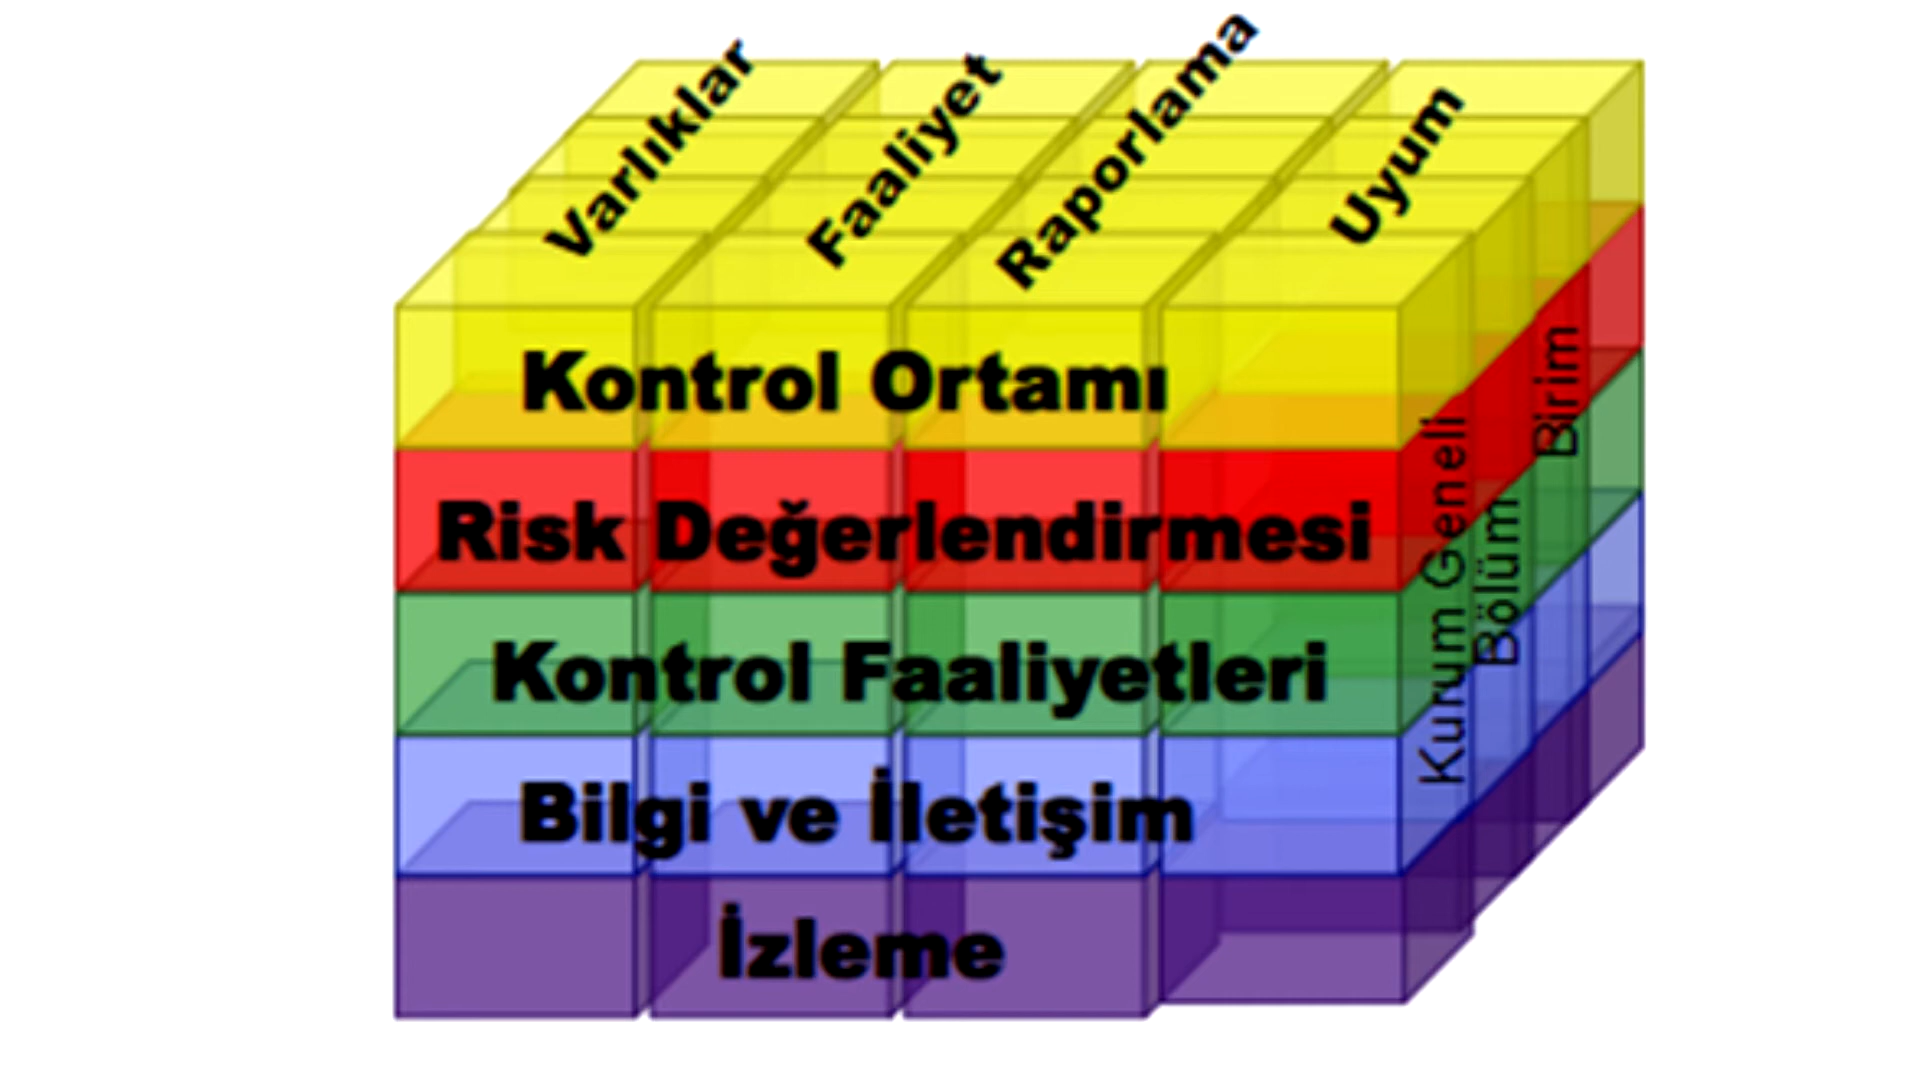 Varlıklar
Faaliyet
Raporlama
Uyum
Kontrol Ortamı
Risk Değerlendirmesi
Kontrol Faaliyetleri
Bilgi ve İletişim
İzleme
Kurum Geneli
Bölüm
Birim